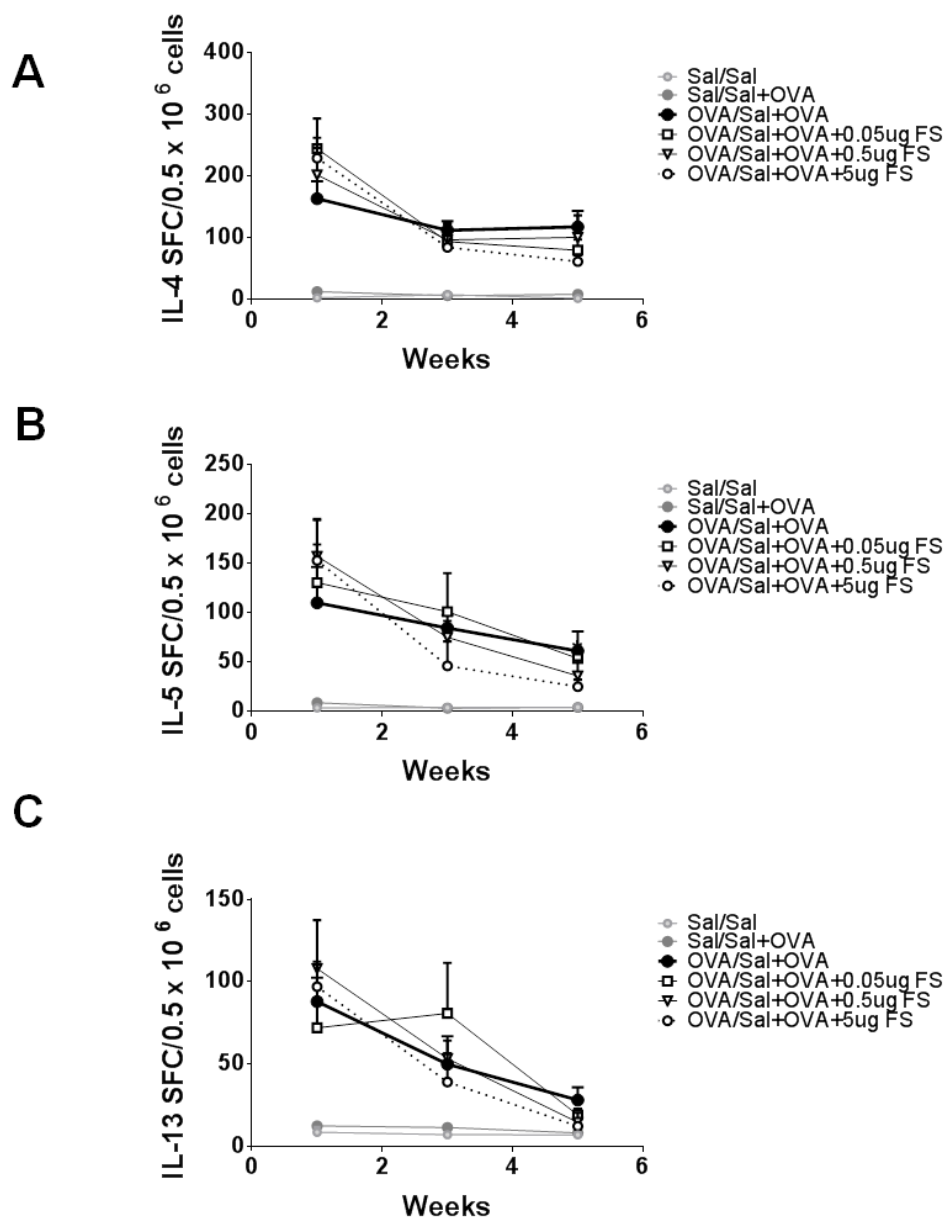 A
IL-4 SFC/0.5 x 10 6 cells
400
300
200
100
0
0 2 4 6
Weeks
Sal/Sal
Sal/Sal+OVA
OVA/Sal+OVA
OVA/Sal+OVA+0.05ug FS
OVA/Sal+OVA+0.5ug FS
OVA/Sal+OVA+5ug FS
B
IL-5 SFC/0.5 x 10 6 cells
250
200
150
100
50
0
0 2 4 6
Weeks
Sal/Sal
Sal/Sal+OVA
OVA/Sal+OVA
OVA/Sal+OVA+0.05ug FS
OVA/Sal+OVA+0.5ug FS
OVA/Sal+OVA+5ug FS
C
IL-13 SFC/0.5 x 10 6 cells
150
100
50
0
0 2 4 6
Weeks
Sal/Sal
Sal/Sal+OVA
OVA/Sal+OVA
OVA/Sal+OVA+0.05ug FS
OVA/Sal+OVA+0.5ug FS
OVA/Sal+OVA+5ug FS